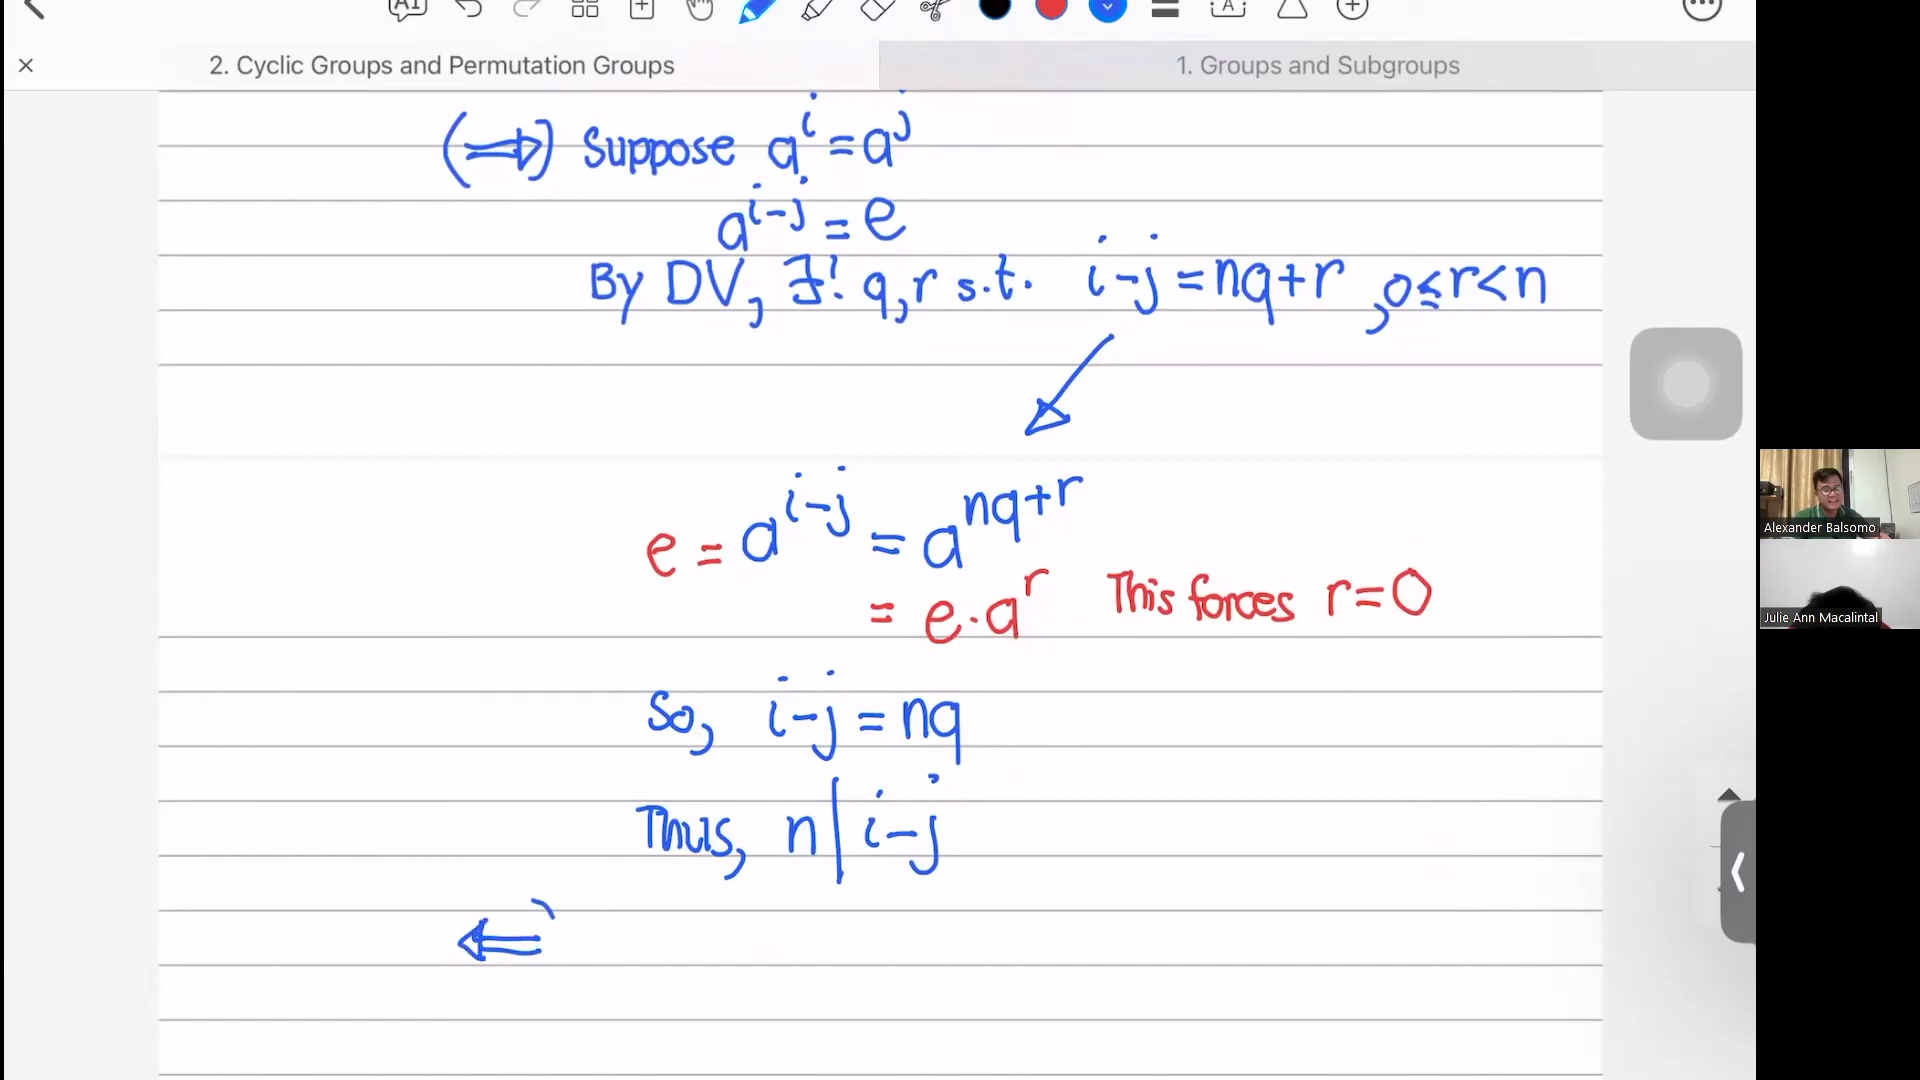 2. Cyclic Groups and Permutation Groups
1. Groups and Subgroups
(⟹) Suppose a^i = a^j
a^{i-j} = e
By DV, ∃! q, r s.t. i-j = nq+r, 0≤r<n
e = a^{i-j} = a^{nq+r}
= e·a^r This forces r=0
So, i-j = nq
Thus, n | i-j
⟸
Alexander Balsomo
Julie Ann Macalintal